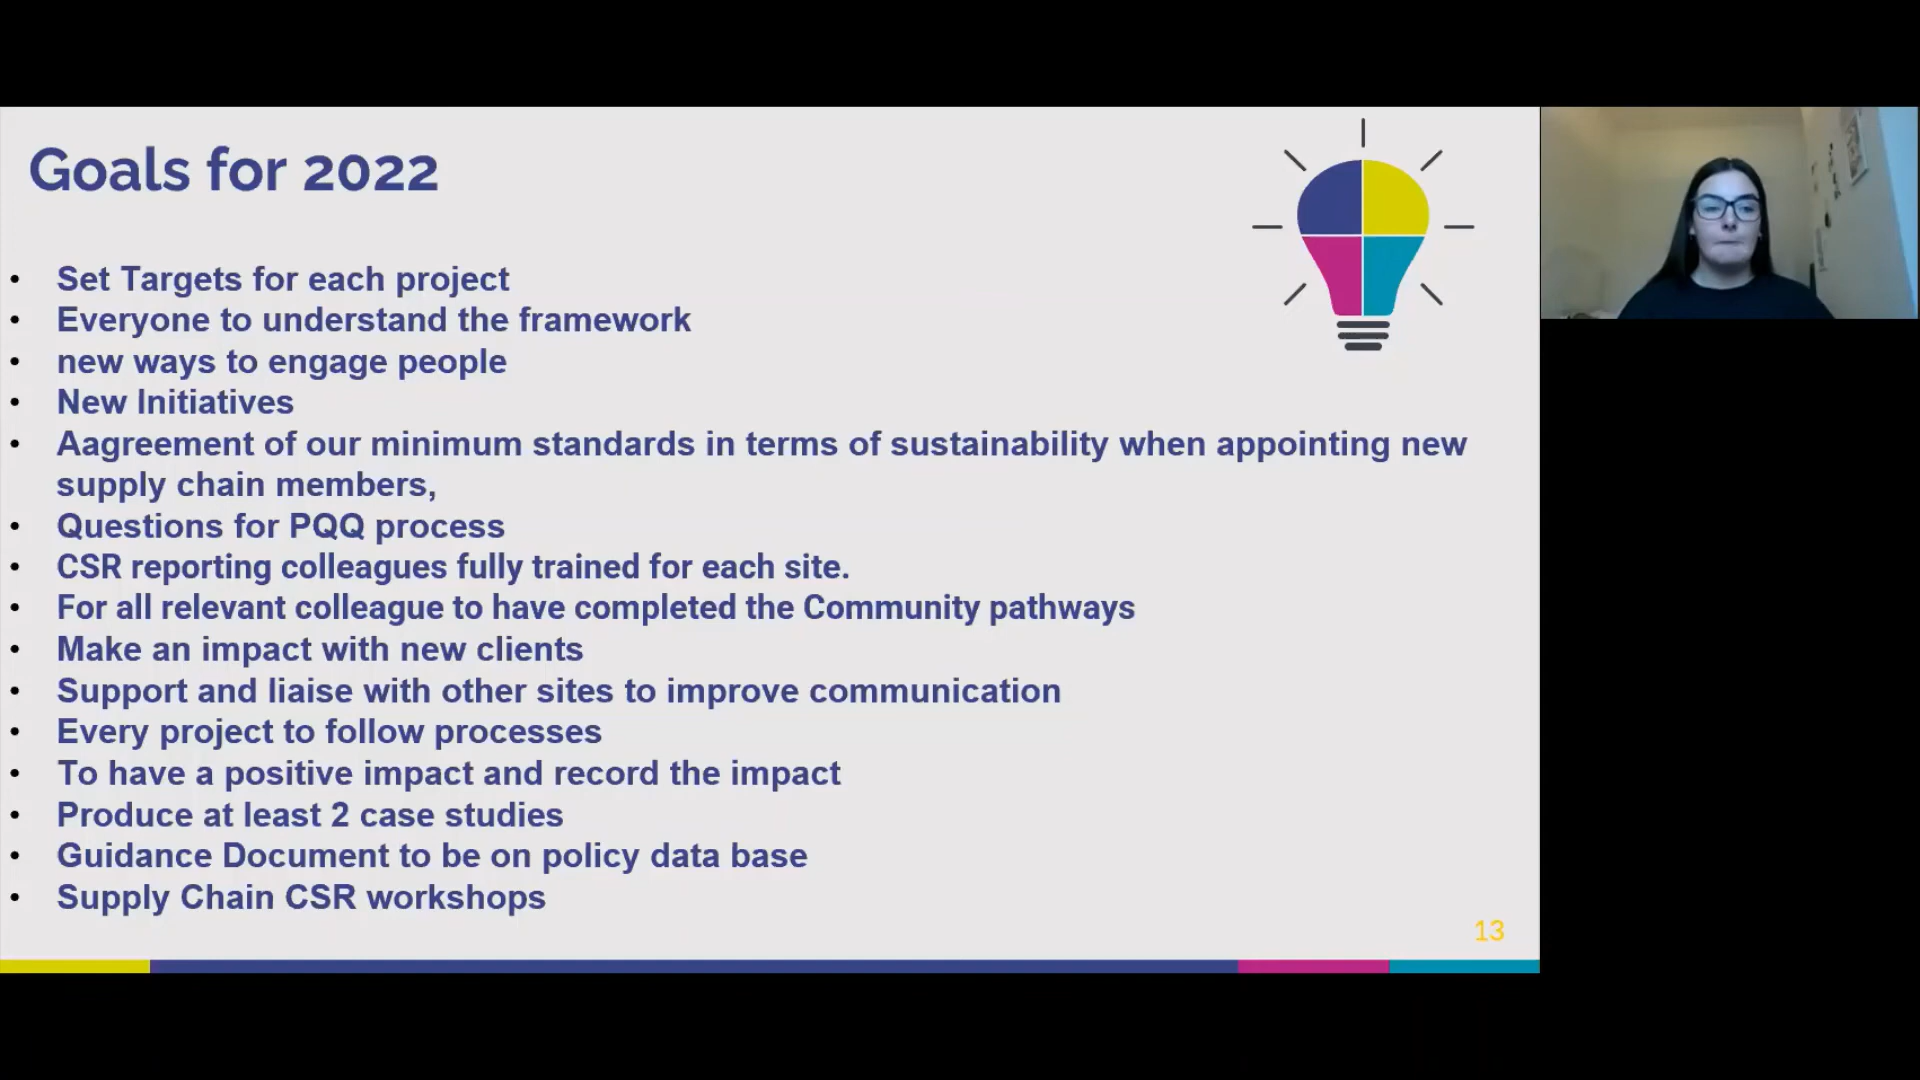 Goals for 2022
• Set Targets for each project
• Everyone to understand the framework
• new ways to engage people
• New Initiatives
• Aagreement of our minimum standards in terms of sustainability when appointing new
supply chain members,
• Questions for PQQ process
• CSR reporting colleagues fully trained for each site.
• For all relevant colleague to have completed the Community pathways
• Make an impact with new clients
• Support and liaise with other sites to improve communication
• Every project to follow processes
• To have a positive impact and record the impact
• Produce at least 2 case studies
• Guidance Document to be on policy data base
• Supply Chain CSR workshops
13